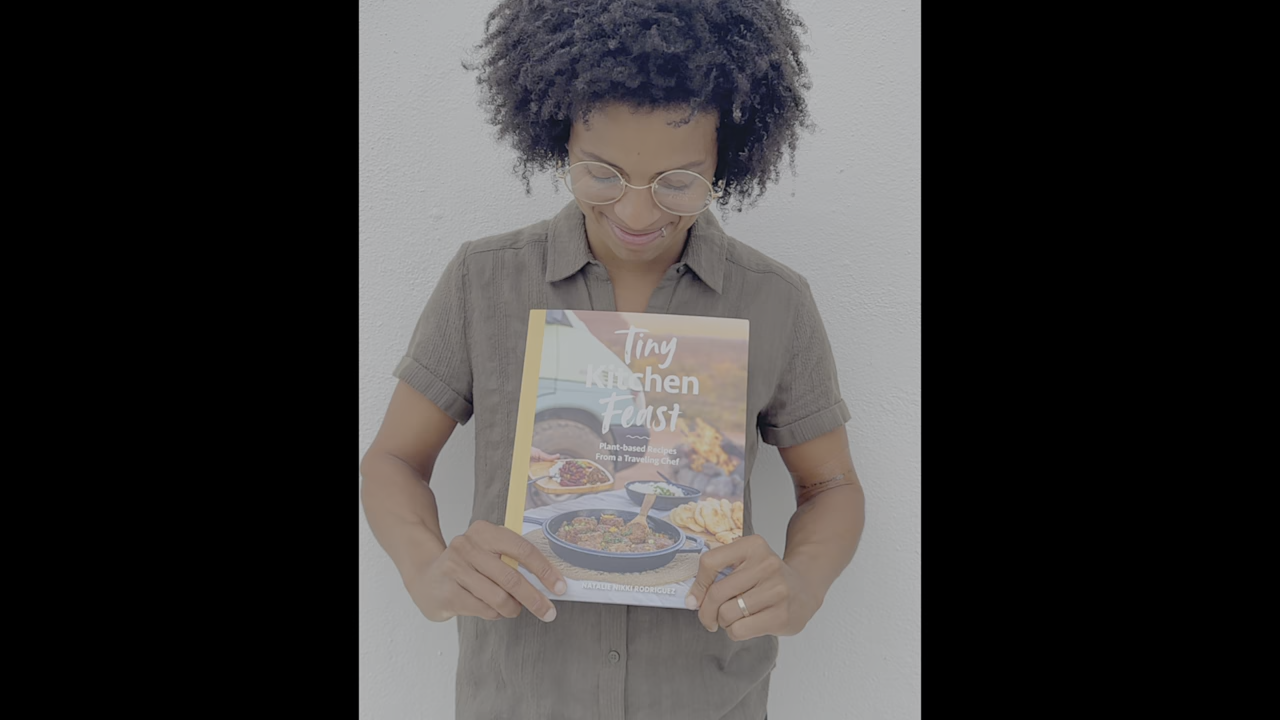 Tiny
Kitchen
Feast
Plant-based Recipes
From a Traveling Chef
NATALIE NIKKI RODRIGUEZ